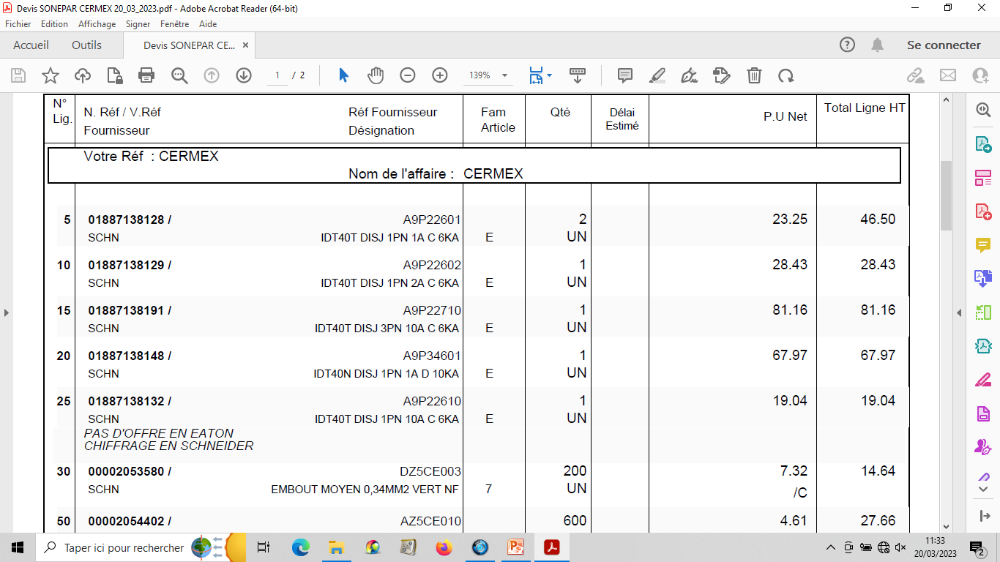 Devis SONEPAR CERMEX 20_03_2023.pdf - Adobe Acrobat Reader (64-bit)
Fichier Edition Affichage Signer Fenêtre Aide
Accueil Outils Devis SONEPAR CE... × Se connecter
1 / 2 139%
N° Lig. N. Réf / V.Réf Fournisseur Réf Fournisseur Désignation Fam Article Qté Délai Estimé P.U Net Total Ligne HT
Votre Réf : CERMEX
Nom de l'affaire : CERMEX
5 01887138128 / A9P22601 2 23.25 46.50
SCHN IDT40T DISJ 1PN 1A C 6KA E UN
10 01887138129 / A9P22602 1 28.43 28.43
SCHN IDT40T DISJ 1PN 2A C 6KA E UN
15 01887138191 / A9P22710 1 81.16 81.16
SCHN IDT40T DISJ 3PN 10A C 6KA E UN
20 01887138148 / A9P34601 1 67.97 67.97
SCHN IDT40N DISJ 1PN 1A D 10KA E UN
25 01887138132 / A9P22610 1 19.04 19.04
SCHN IDT40T DISJ 1PN 10A C 6KA E UN
PAS D'OFFRE EN EATON
CHIFFRAGE EN SCHNEIDER
30 00002053580 / DZ5CE003 200 7.32 14.64
SCHN EMBOUT MOYEN 0,34MM2 VERT NF 7 UN /C
50 00002054402 / AZ5CE010 600 4.61 27.66
Taper ici pour rechercher 11:33
20/03/2023 2